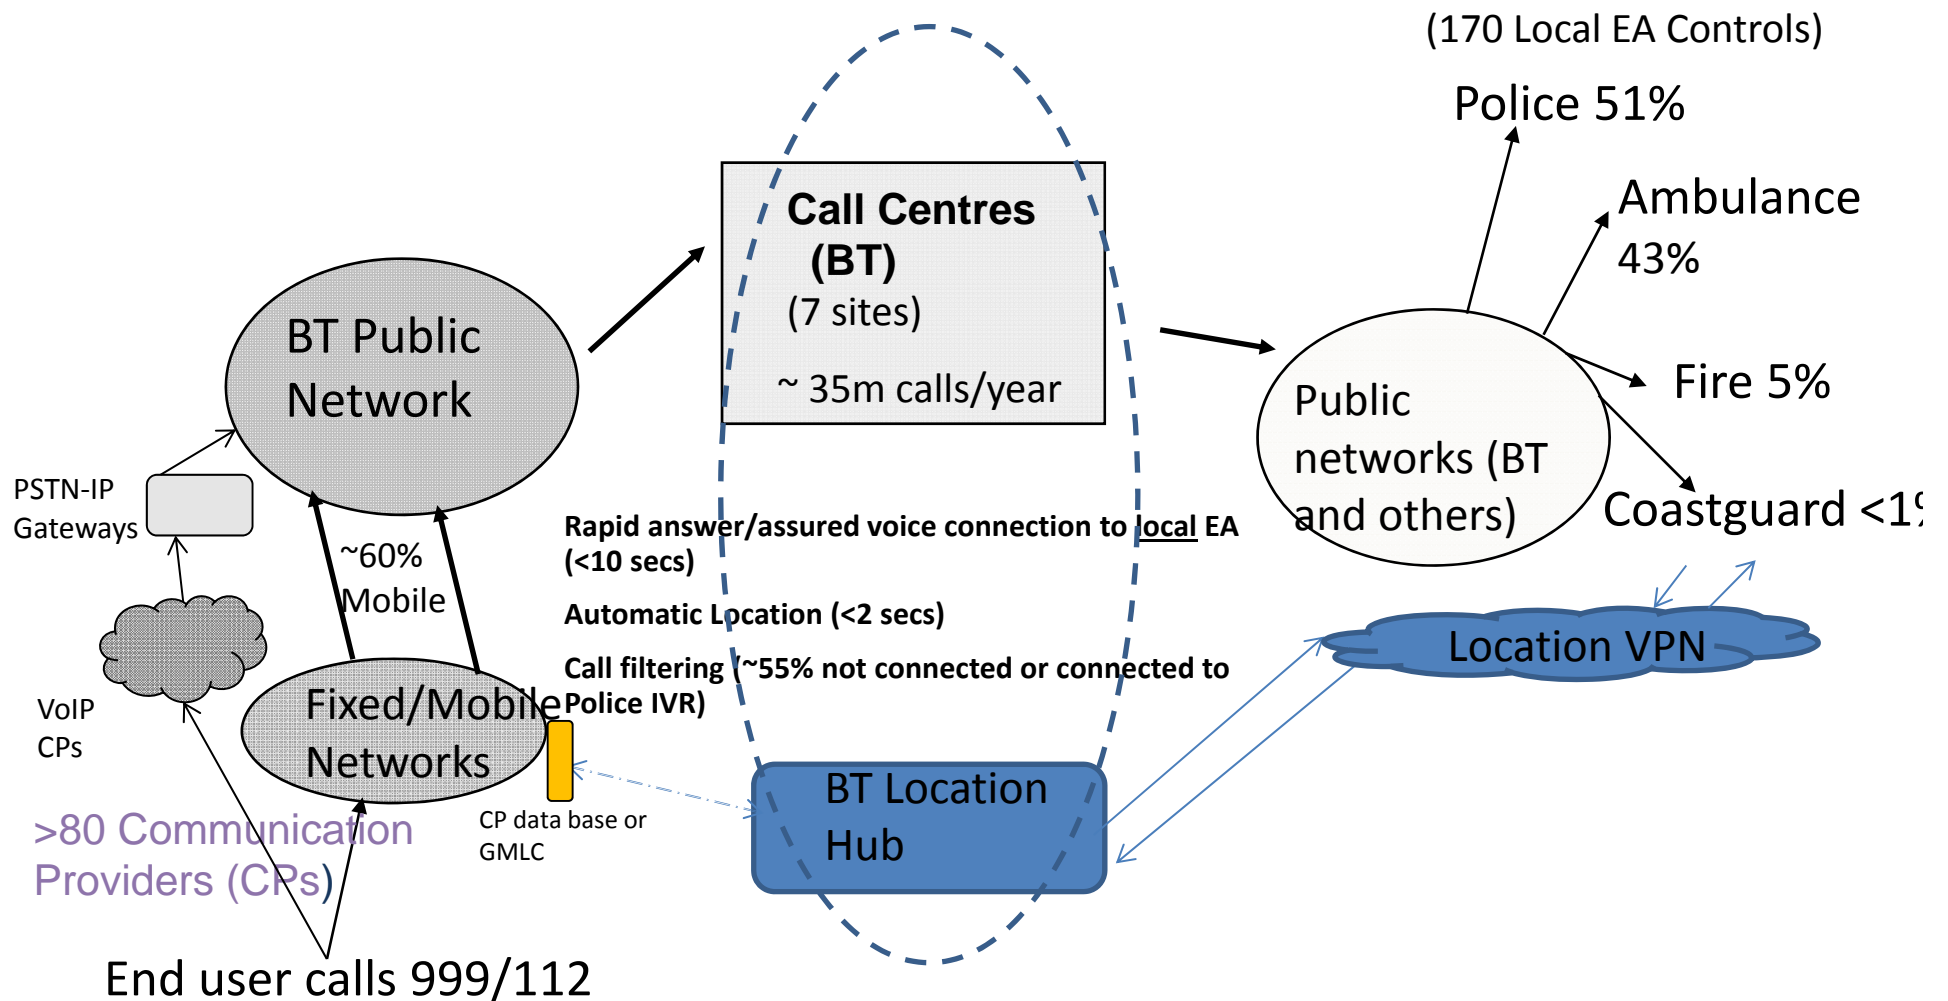 (170 Local EA Controls)
Police 51%
Ambulance
43%
Fire 5%
Coastguard <1%
Call Centres
(BT)
(7 sites)
~ 35m calls/year
BT Public
Network
Public
networks (BT
and others)
PSTN-IP
Gateways
~60%
Mobile
Rapid answer/assured voice connection to local EA
(<10 secs)
Automatic Location (<2 secs)
Call filtering (~55% not connected or connected to
Police IVR)
Location VPN
VoIP
CPs
Fixed/Mobile
Networks
BT Location
Hub
CP data base or
GMLC
>80 Communication
Providers (CPs)
End user calls 999/112